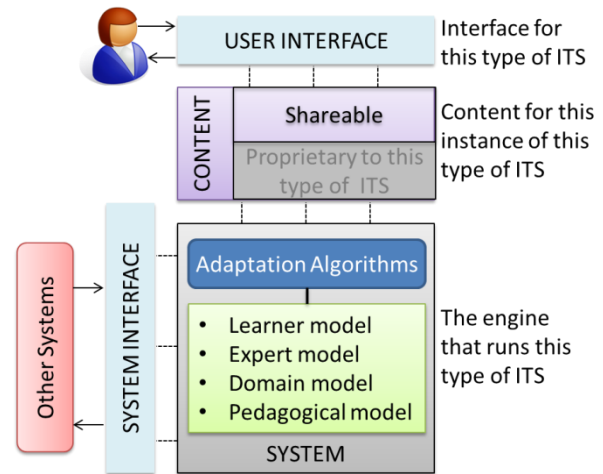 USER INTERFACE
Interface for
this type of ITS
CONTENT
Shareable
Proprietary to this
type of  ITS
Content for this
instance of this
type of ITS
Other Systems
SYSTEM INTERFACE
Adaptation Algorithms
• Learner model
• Expert model
• Domain model
• Pedagogical model
SYSTEM
The engine
that runs this
type of ITS